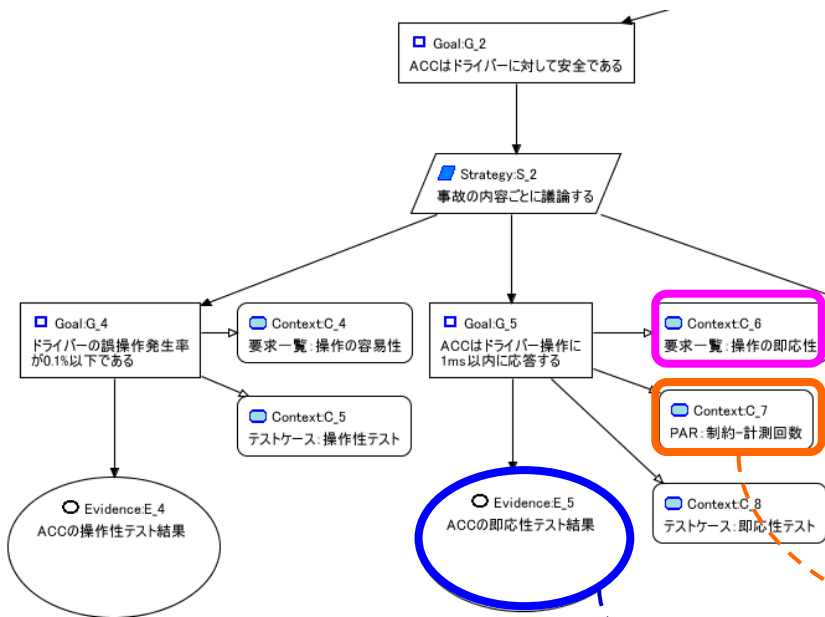 Goal:G_2
ACCはドライバーに対して安全である
Strategy:S_2
事故の内容ごとに議論する
Goal:G_4
ドライバーの誤操作発生率
が0.1%以下である
Context:C_4
要求一覧:操作の容易性
Context:C_5
テストケース:操作性テスト
Evidence:E_4
ACCの操作性テスト結果
Goal:G_5
ACCはドライバー操作に
1ms以内に応答する
Context:C_6
要求一覧:操作の即応性
Context:C_7
PAR:制約-計測回数
Context:C_8
テストケース:即応性テスト
Evidence:E_5
ACCの即応性テスト結果